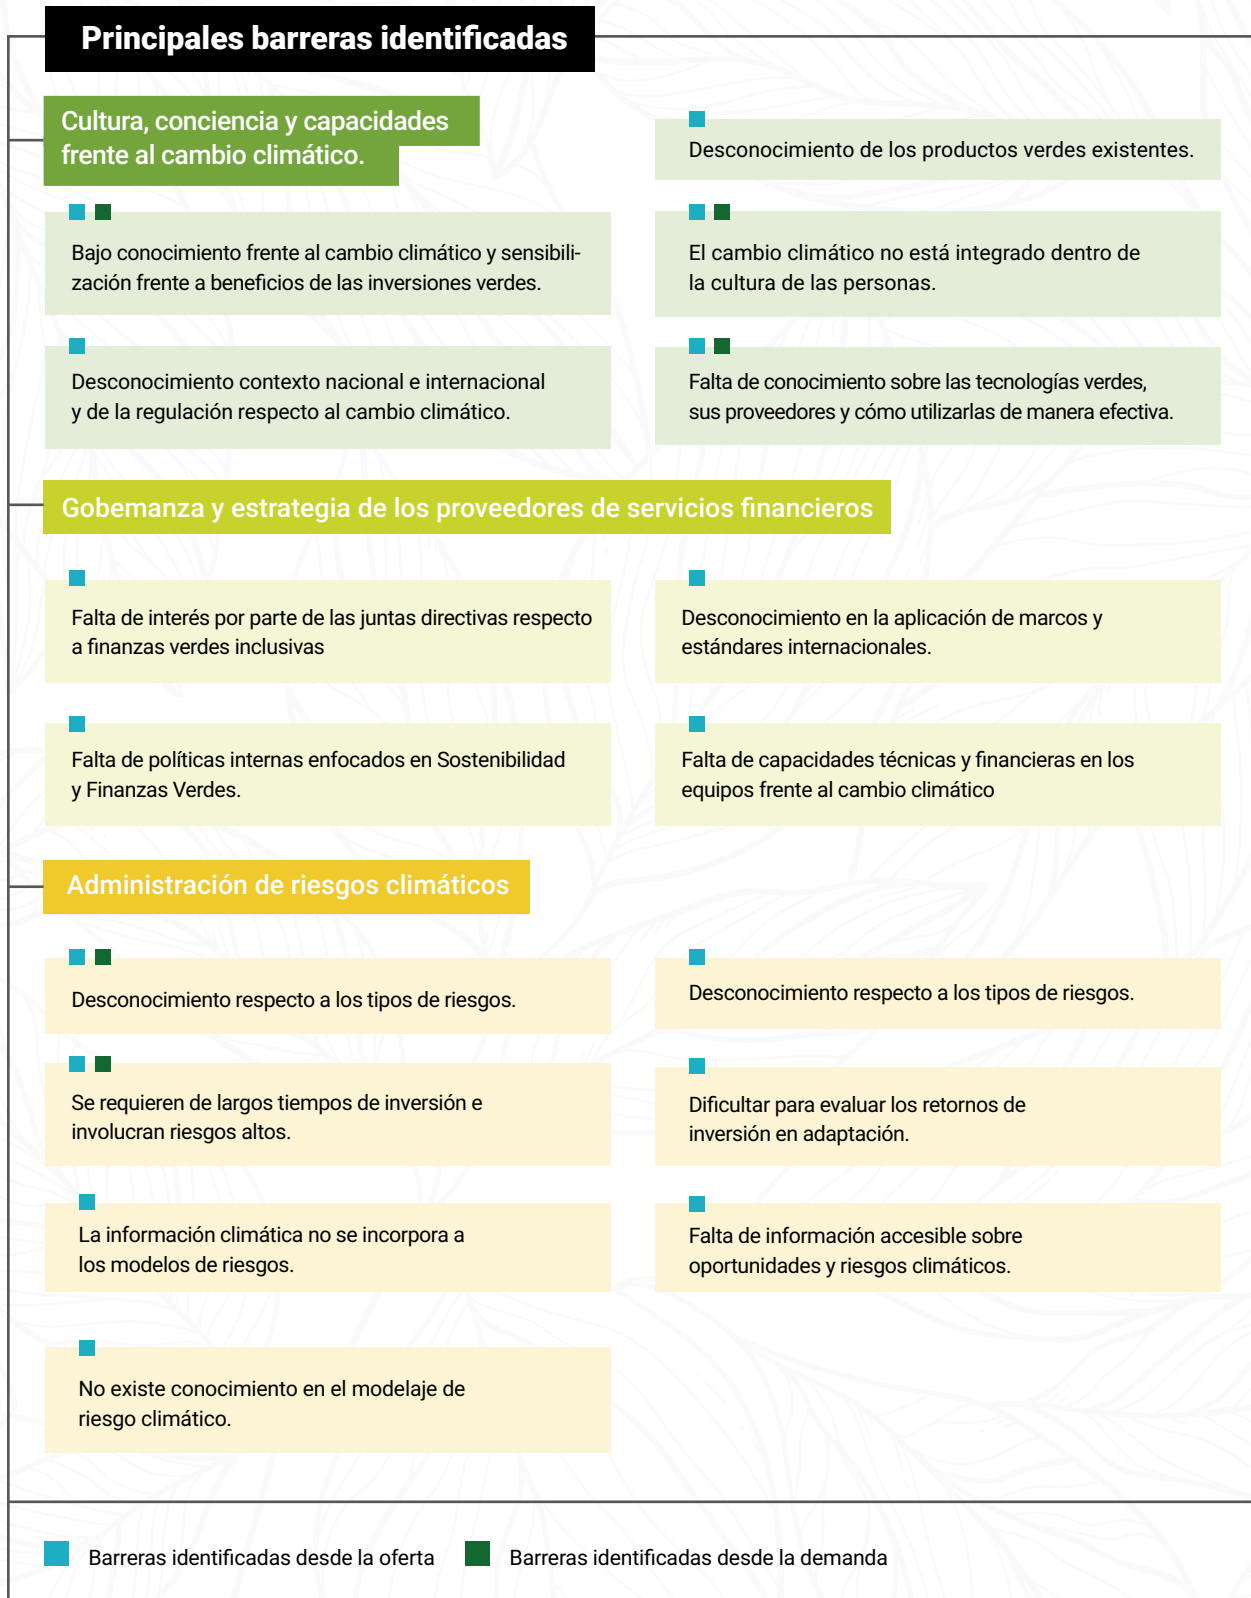 Principales barreras identificadas
Cultura, conciencia y capacidades
frente al cambio climático.
Desconocimiento de los productos verdes existentes.
Bajo conocimiento frente al cambio climático y sensibili-
zación frente a beneficios de las inversiones verdes.
El cambio climático no está integrado dentro de
la cultura de las personas.
Desconocimiento contexto nacional e internacional
y de la regulación respecto al cambio climático.
Falta de conocimiento sobre las tecnologías verdes,
sus proveedores y cómo utilizarlas de manera efectiva.
Gobemanza y estrategia de los proveedores de servicios financieros
Falta de interés por parte de las juntas directivas respecto
a finanzas verdes inclusivas
Desconocimiento en la aplicación de marcos y
estándares internacionales.
Falta de políticas internas enfocados en Sostenibilidad
y Finanzas Verdes.
Falta de capacidades técnicas y financieras en los
equipos frente al cambio climático
Administración de riesgos climáticos
Desconocimiento respecto a los tipos de riesgos.
Desconocimiento respecto a los tipos de riesgos.
Se requieren de largos tiempos de inversión e
involucran riesgos altos.
Dificultar para evaluar los retornos de
inversión en adaptación.
La información climática no se incorpora a
los modelos de riesgos.
Falta de información accesible sobre
oportunidades y riesgos climáticos.
No existe conocimiento en el modelaje de
riesgo climático.
Barreras identificadas desde la oferta
Barreras identificadas desde la demanda